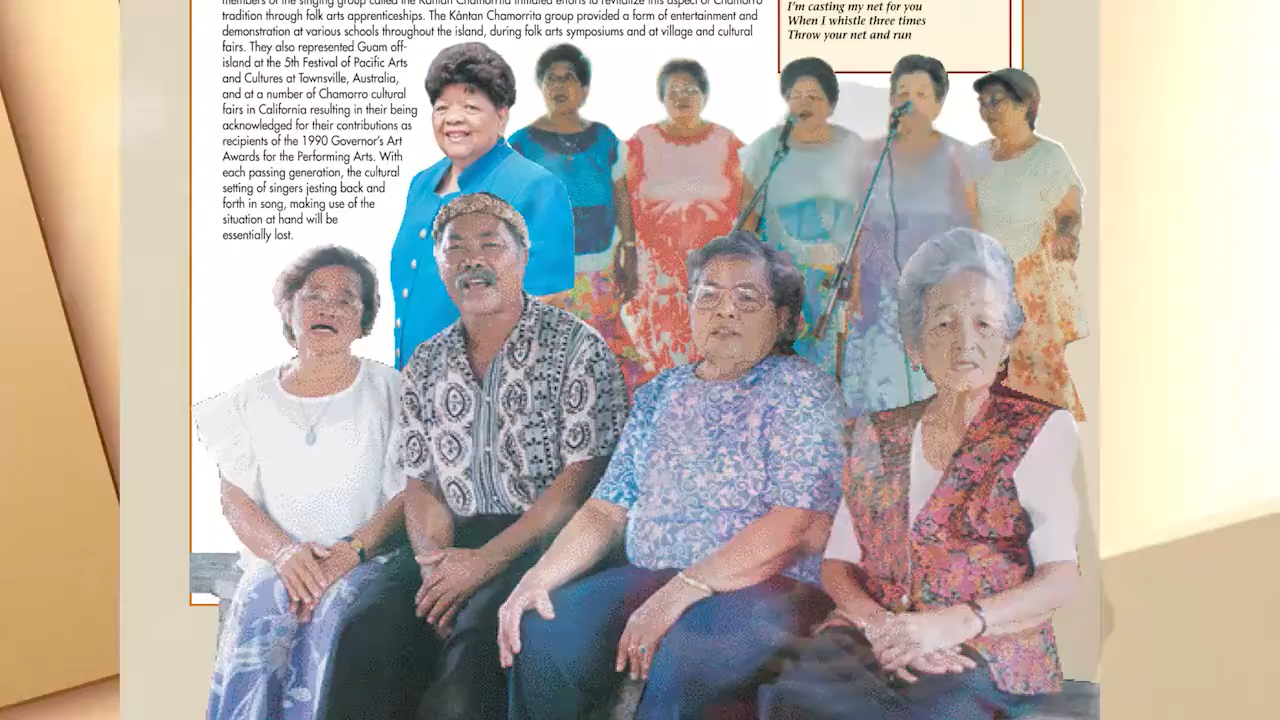 members of the singing group called the Kåntan Chamorrita initiated efforts to revitalize this aspect of Chamorro
tradition through folk arts apprenticeships. The Kåntan Chamorrita group provided a form of entertainment and
demonstration at various schools throughout the island, during folk arts symposiums and at village and cultural
fairs. They also represented Guam off-
island at the 5th Festival of Pacific Arts
and Cultures at Townsville, Australia,
and at a number of Chamorro cultural
fairs in California resulting in their being
acknowledged for their contributions as
recipients of the 1990 Governor's Art
Awards for the Performing Arts. With
each passing generation, the cultural
setting of singers jesting back and
forth in song, making use of the
situation at hand will be
essentially lost.
I'm casting my net for you
When I whistle three times
Throw your net and run